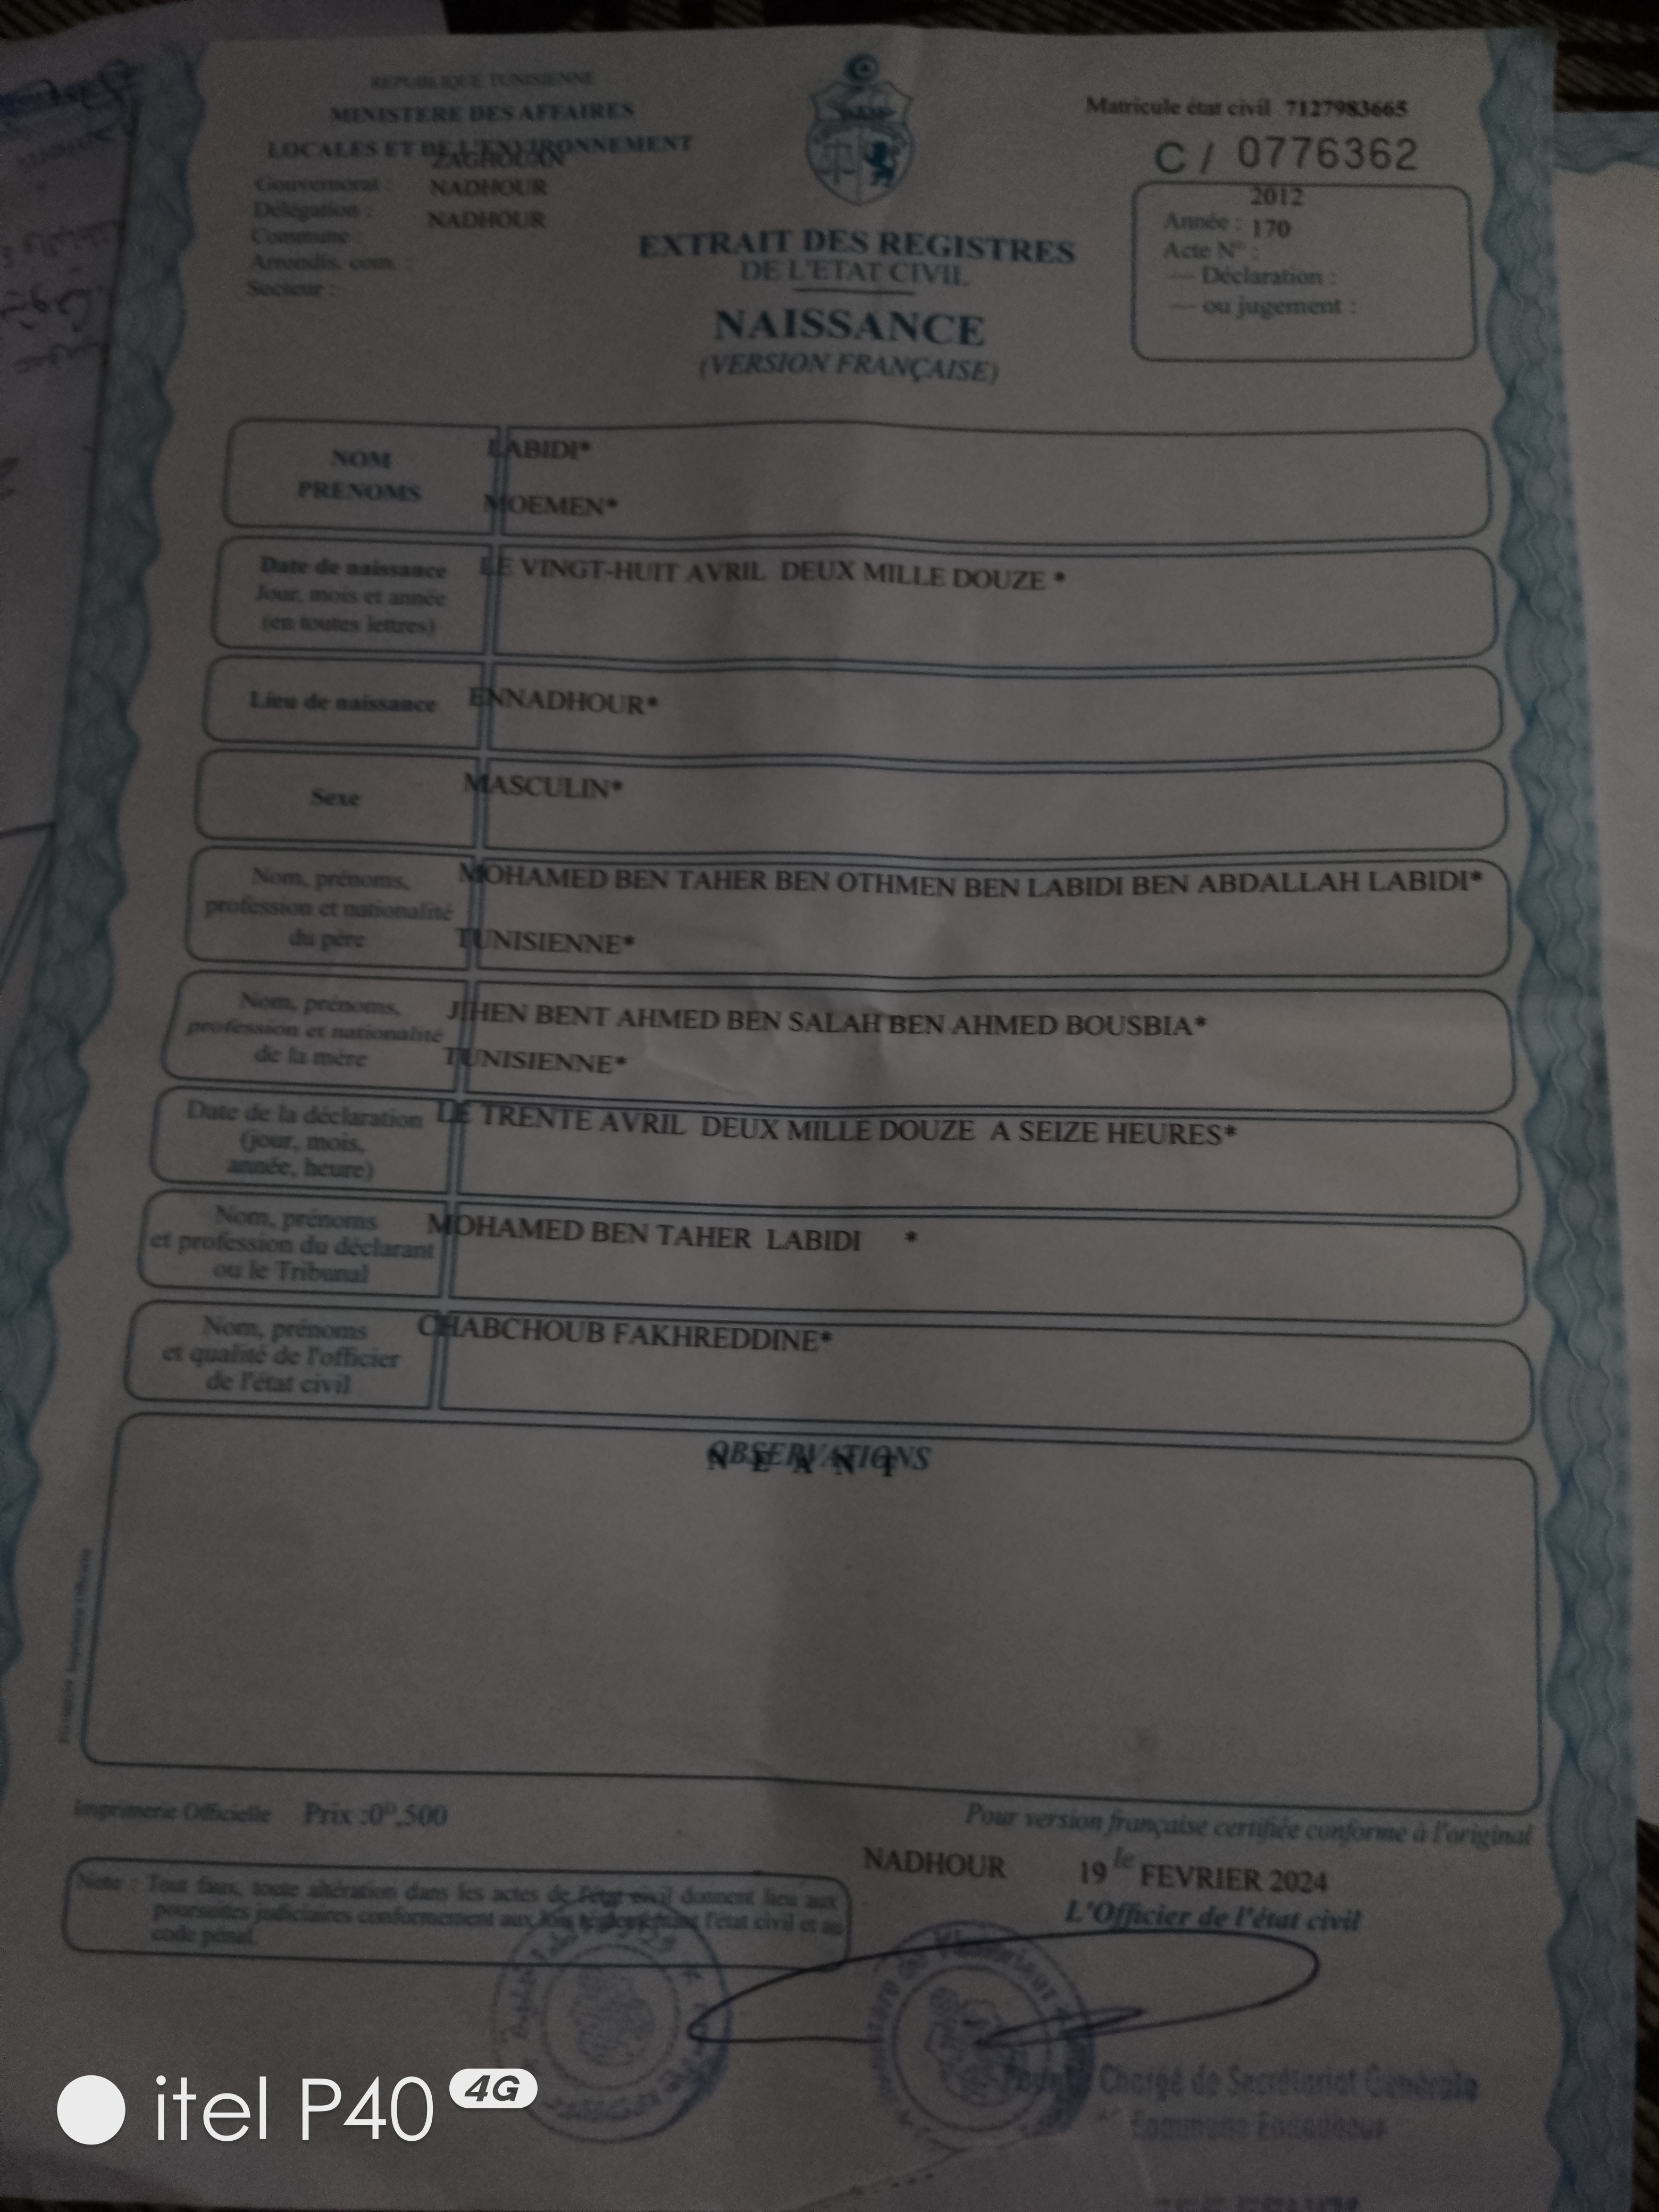 REPUBLIQUE TUNISIENNE
MINISTERE DES AFFAIRES
LOCALES ET DE L'ENVIRONNEMENT
ZAGHOUAN
Gouvernorat :
NADHOUR
Délégation :
NADHOUR
Commune :
Arrondis. com. :
Secteur :
Matricule état civil 7127983665
C / 0776362
2012
Année : 170
Acte N° :
— Déclaration :
— ou jugement :
EXTRAIT DES REGISTRES
DE L'ETAT CIVIL
NAISSANCE
(VERSION FRANÇAISE)
NOM
PRENOMS
LABIDI*
MOEMEN*
Date de naissance
Jour, mois et année
(en toutes lettres)
LE VINGT-HUIT AVRIL DEUX MILLE DOUZE *
Lieu de naissance
ENNADHOUR*
Sexe
MASCULIN*
Nom, prénoms,
profession et nationalité
du père
MOHAMED BEN TAHER BEN OTHMEN BEN LABIDI BEN ABDALLAH LABIDI*
TUNISIENNE*
Nom, prénoms,
profession et nationalité
de la mère
JIHEN BENT AHMED BEN SALAH BEN AHMED BOUSBIA*
TUNISIENNE*
Date de la déclaration
(jour, mois,
année, heure)
LE TRENTE AVRIL DEUX MILLE DOUZE A SEIZE HEURES*
Nom, prénoms
et profession du déclarant
ou le Tribunal
MOHAMED BEN TAHER LABIDI *
Nom, prénoms
et qualité de l'officier
de l'état civil
CHABCHOUB FAKHREDDINE*
OBSERVATIONS
N E A N T
Imprimerie Officielle Prix :0ᴰ,500
Pour version française certifiée conforme à l'original
NADHOUR 19 le FEVRIER 2024
L'Officier de l'état civil
Note : Tout faux, toute altération dans les actes de l'état civil donnent lieu aux
poursuites judiciaires conformement aux lois l'état civil et au
code pénal.
Chargé de Secrétariat Générale
Commune Ennadhour
itel P40 4G